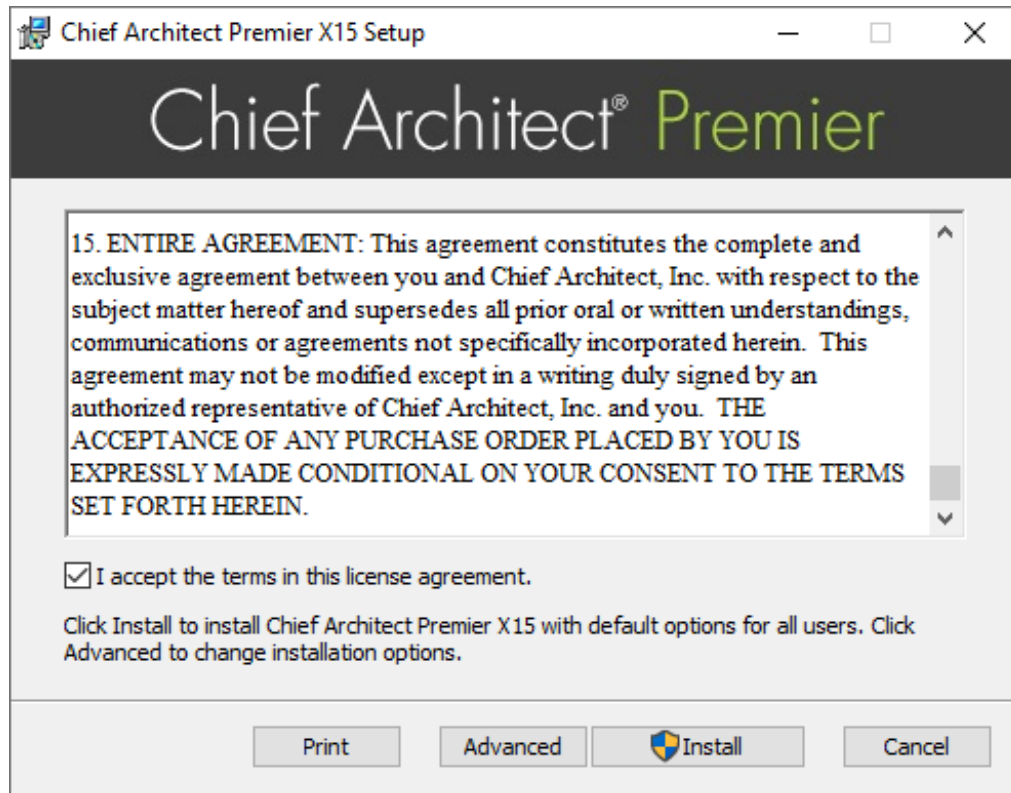 Chief Architect Premier X15 Setup
Chief Architect® Premier
15. ENTIRE AGREEMENT: This agreement constitutes the complete and
exclusive agreement between you and Chief Architect, Inc. with respect to the
subject matter hereof and supersedes all prior oral or written understandings,
communications or agreements not specifically incorporated herein.  This
agreement may not be modified except in a writing duly signed by an
authorized representative of Chief Architect, Inc. and you.  THE
ACCEPTANCE OF ANY PURCHASE ORDER PLACED BY YOU IS
EXPRESSLY MADE CONDITIONAL ON YOUR CONSENT TO THE TERMS
SET FORTH HEREIN.
I accept the terms in this license agreement.
Click Install to install Chief Architect Premier X15 with default options for all users. Click
Advanced to change installation options.
Print Advanced Install Cancel